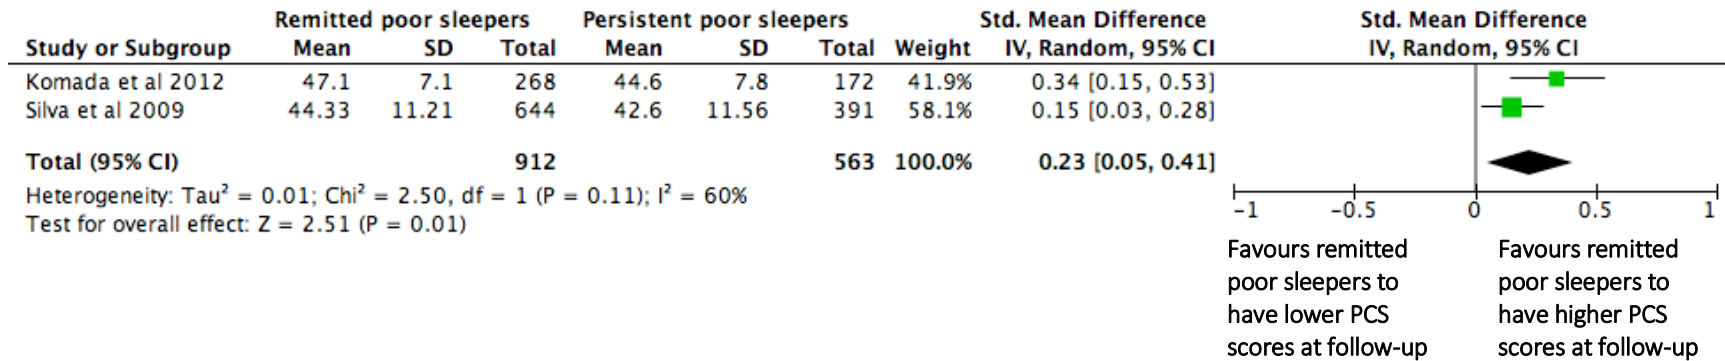 Remitted poor sleepers Persistent poor sleepers Std. Mean Difference Std. Mean Difference
Study or Subgroup Mean SD Total Mean SD Total Weight IV, Random, 95% CI IV, Random, 95% CI
Komada et al 2012 47.1 7.1 268 44.6 7.8 172 41.9% 0.34 [0.15, 0.53]
Silva et al 2009 44.33 11.21 644 42.6 11.56 391 58.1% 0.15 [0.03, 0.28]
Total (95% CI) 912 563 100.0% 0.23 [0.05, 0.41]
Heterogeneity: Tau² = 0.01; Chi² = 2.50, df = 1 (P = 0.11); I² = 60%
Test for overall effect: Z = 2.51 (P = 0.01)
-1 -0.5 0 0.5 1
Favours remitted
poor sleepers to
have lower PCS
scores at follow-up
Favours remitted
poor sleepers to
have higher PCS
scores at follow-up